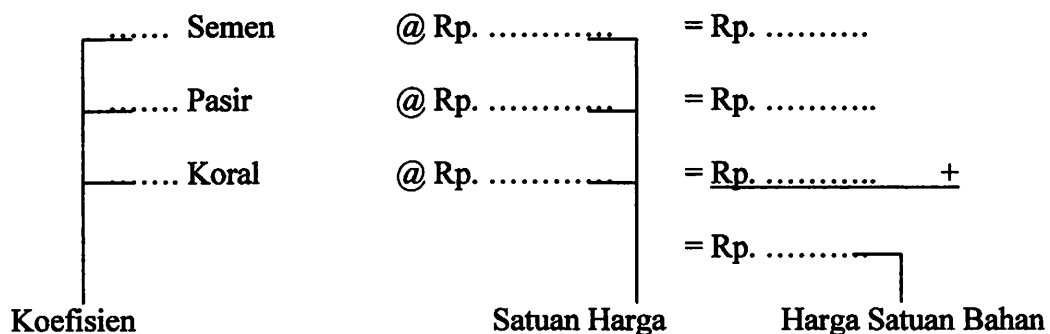 ...... Semen @ Rp. ............ = Rp. ..........
....... Pasir @ Rp. ............ = Rp. ...........
....... Koral @ Rp. ............ = Rp. ........... +
= Rp. ..........
Koefisien Satuan Harga Harga Satuan Bahan